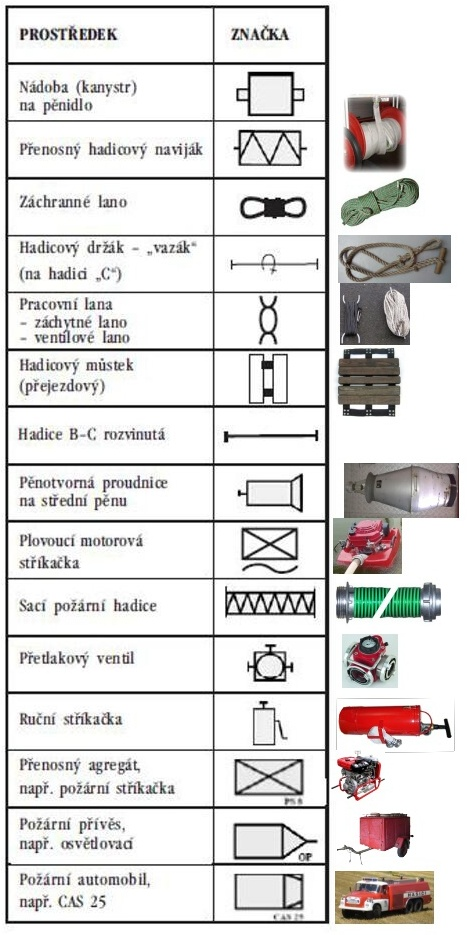 PROSTŘEDEK ZNAČKA
Nádoba (kanystr)
na pěnidlo
Přenosný hadicový naviják
Záchranné lano
Hadicový držák – „vazák"
(na hadici „C")
Pracovní lana
– záchytné lano
– ventilové lano
Hadicový můstek
(přejezdový)
Hadice B-C rozvinutá
Pěnotvorná proudnice
na střední pěnu
Plovoucí motorová
stříkačka
Sací požární hadice
Přetlakový ventil
Ruční stříkačka
Přenosný agregát,
např. požární stříkačka
PS 8
Požární přívěs,
např. osvětlovací
OP
Požární automobil,
např. CAS 25
CAS 25
HASIČI